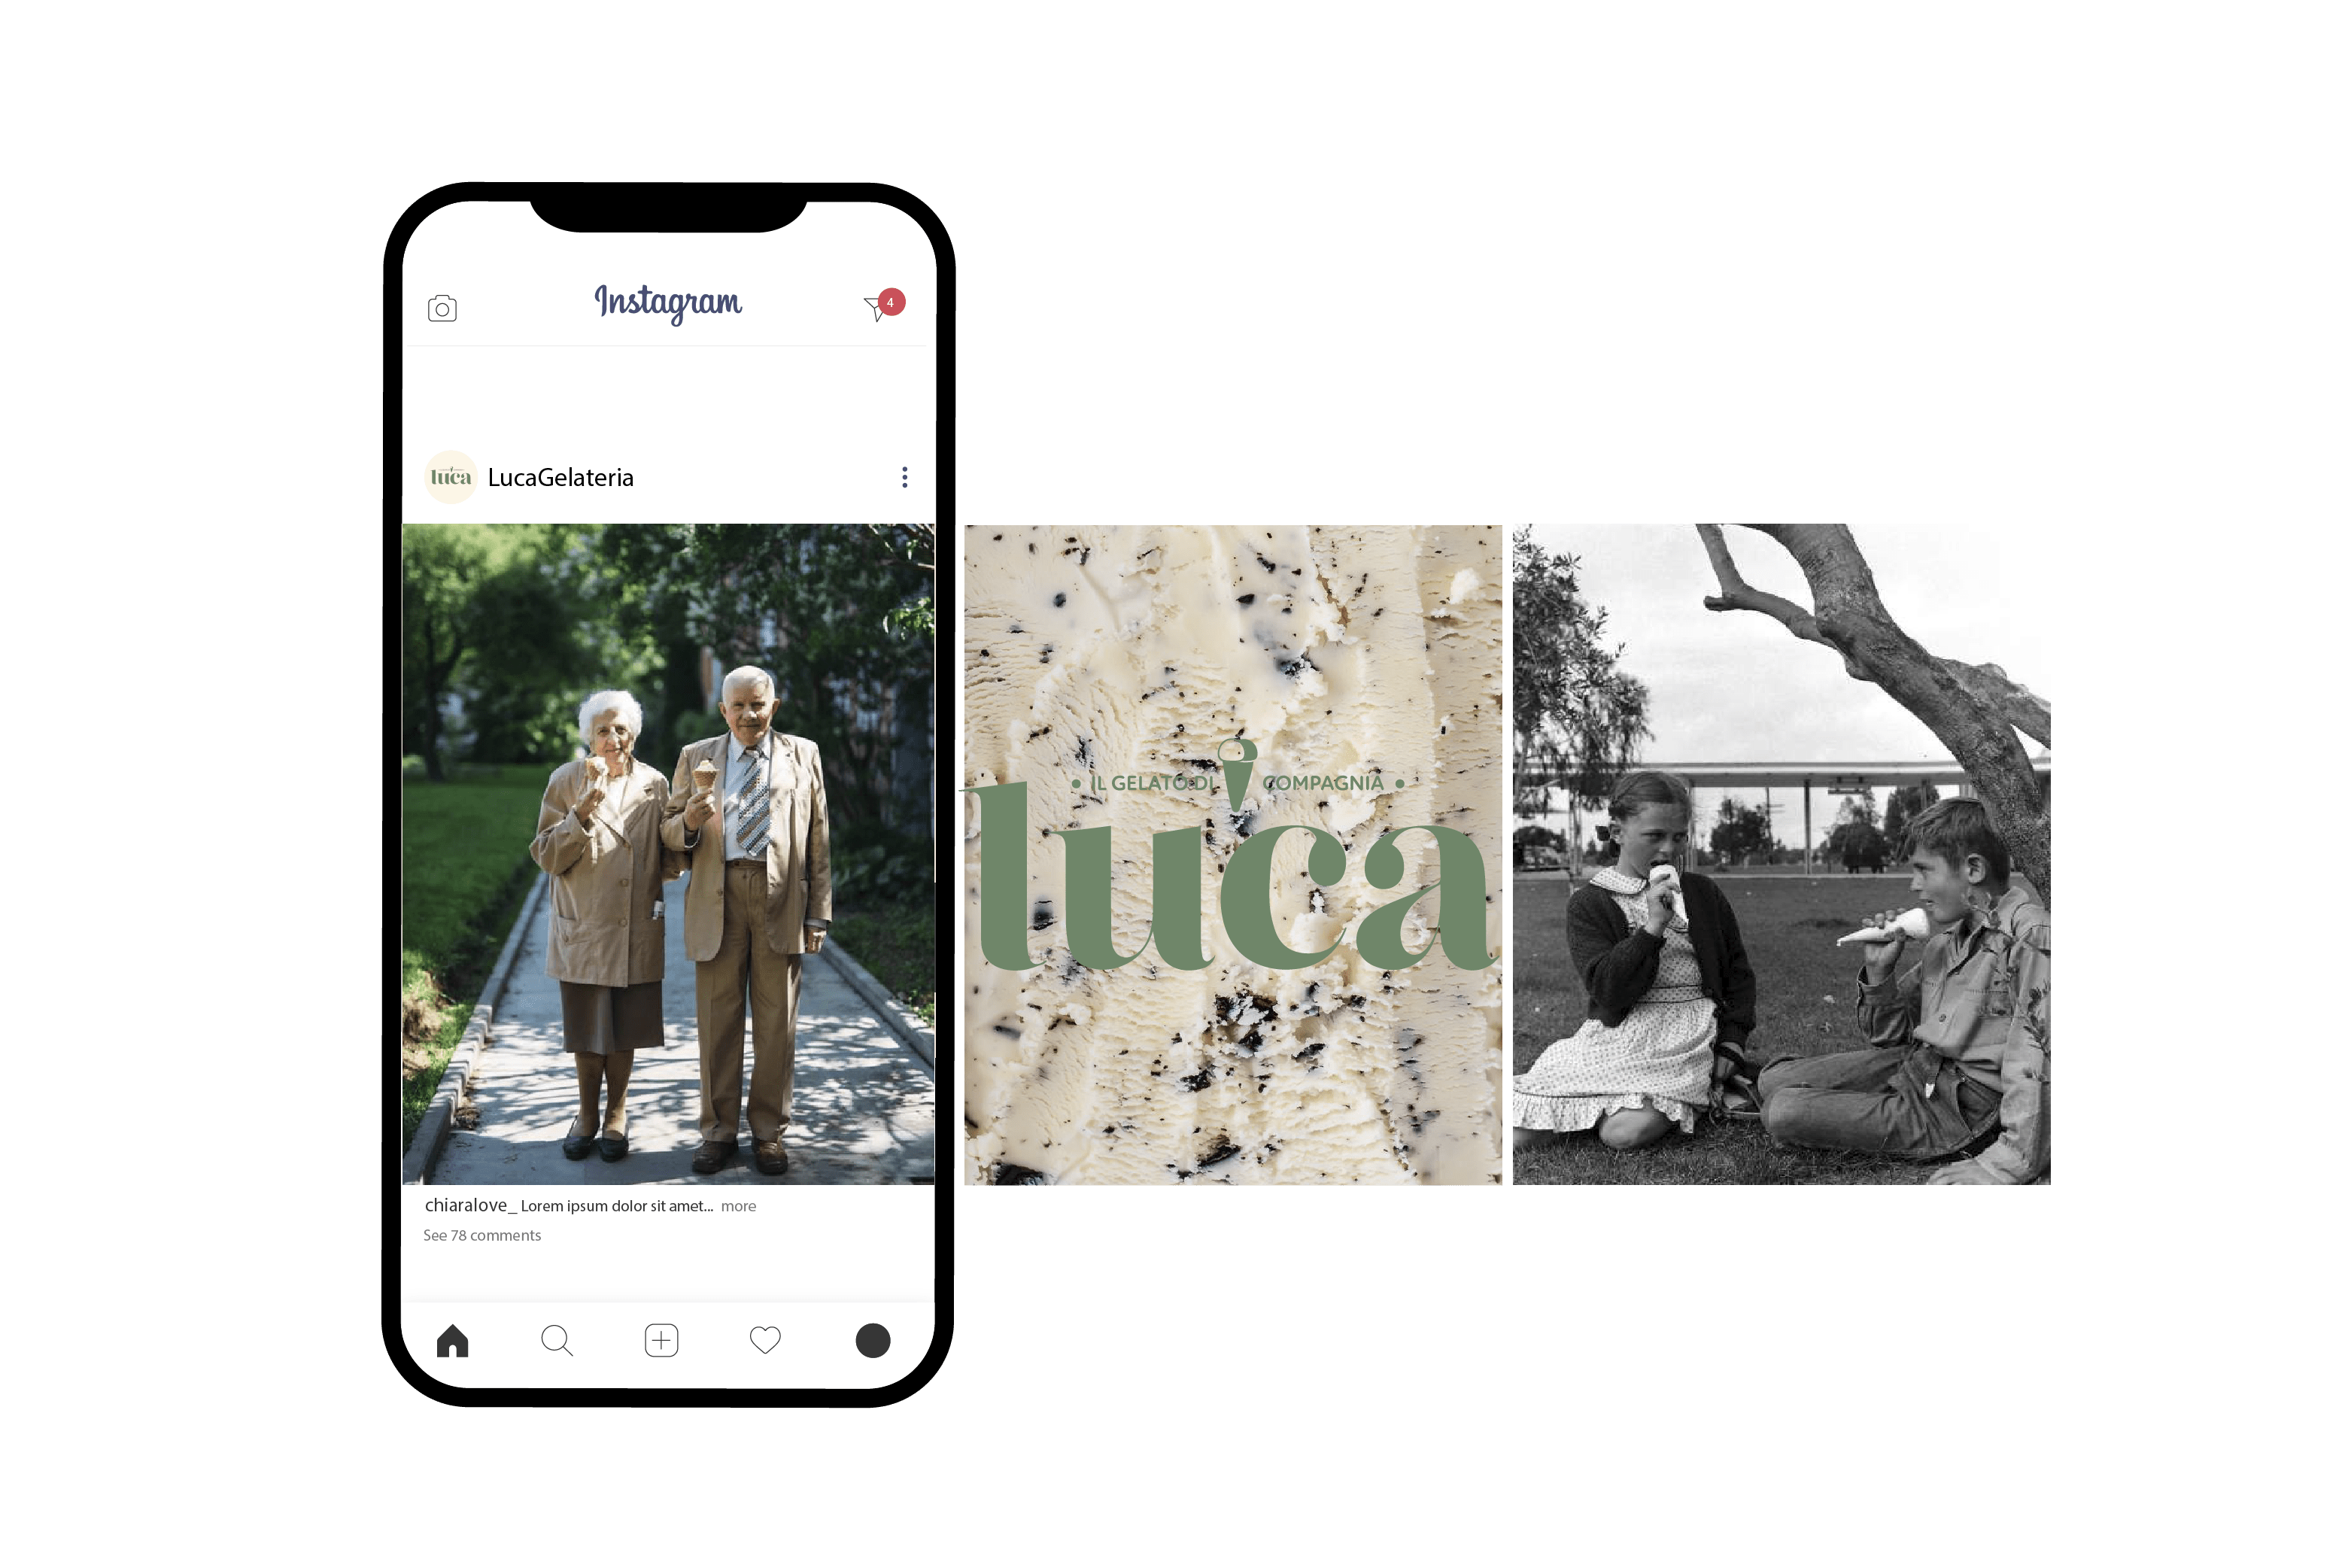 Instagram
4
luca
LucaGelateria
• IL GELATO DI COMPAGNIA •
luca
chiaralove_ Lorem ipsum dolor sit amet... more
See 78 comments